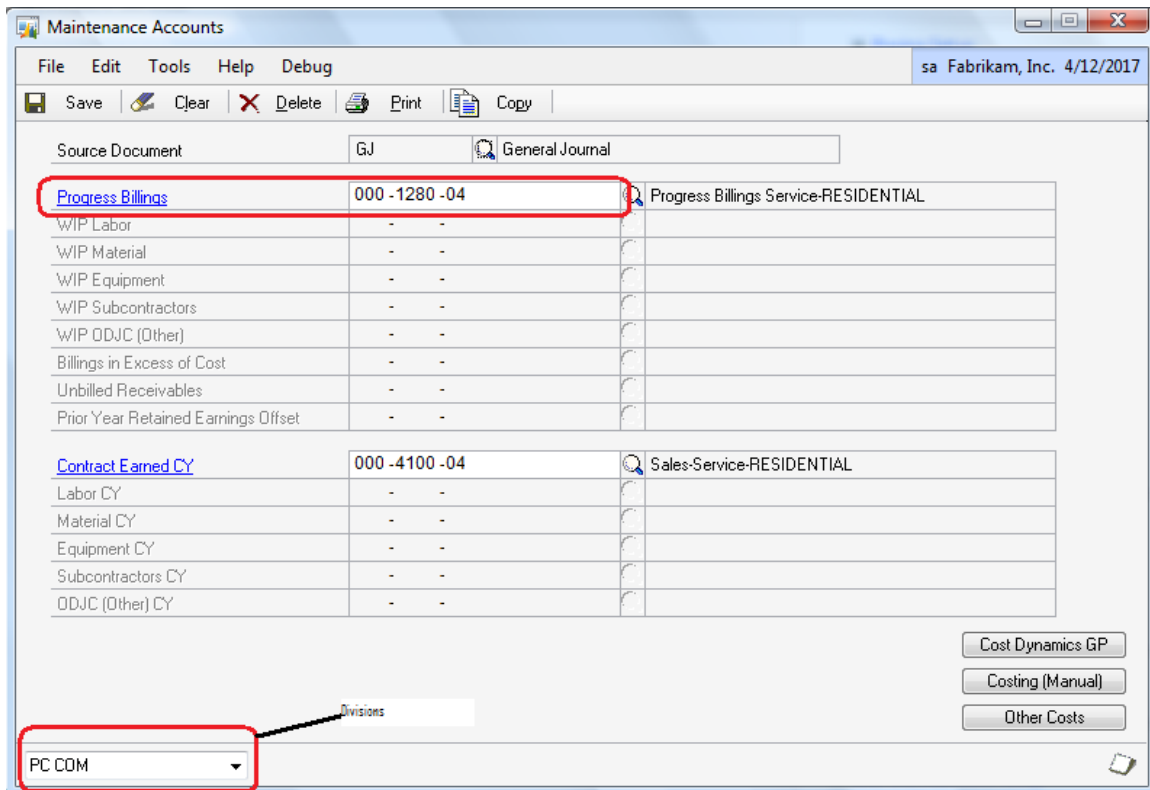 Maintenance Accounts
File Edit Tools Help Debug sa Fabrikam, Inc. 4/12/2017
Save Clear Delete Print Copy
Source Document GJ General Journal
Progress Billings 000 -1280 -04 Progress Billings Service-RESIDENTIAL
WIP Labor - -
WIP Material - -
WIP Equipment - -
WIP Subcontractors - -
WIP ODJC (Other) - -
Billings in Excess of Cost - -
Unbilled Receivables - -
Prior Year Retained Earnings Offset - -
Contract Earned CY 000 -4100 -04 Sales-Service-RESIDENTIAL
Labor CY - -
Material CY - -
Equipment CY - -
Subcontractors CY - -
ODJC (Other) CY - -
Cost Dynamics GP
Costing (Manual)
Divisions
Other Costs
PC COM